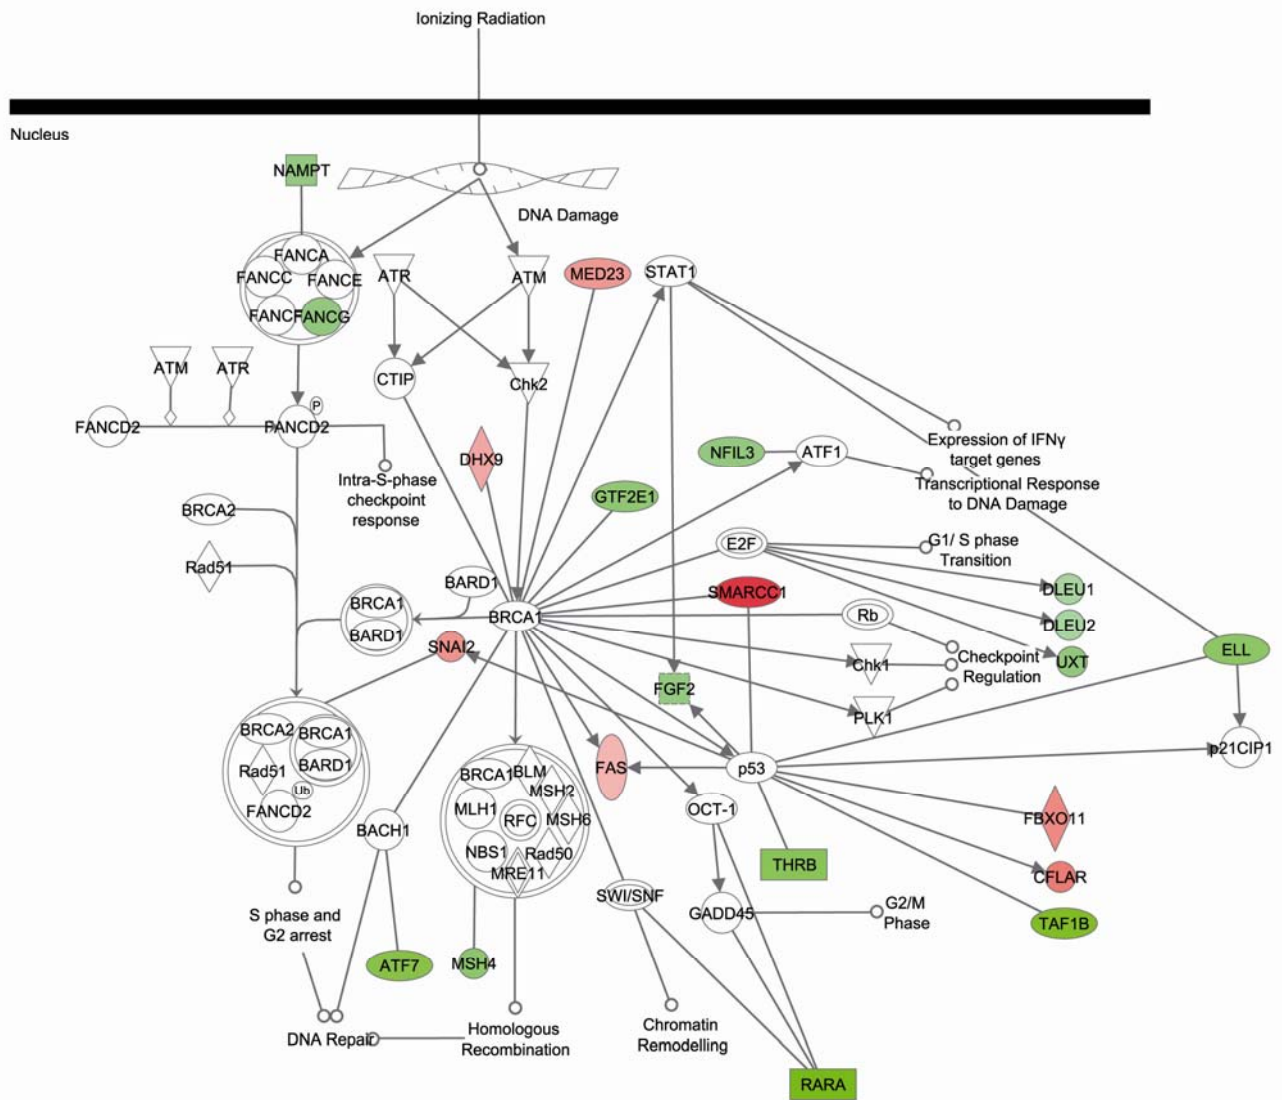 Ionizing Radiation
Nucleus
NAMPT
DNA Damage
FANCA
FANCC
FANCE
FANCF
FANCG
ATR
ATM
MED23
STAT1
ATM
ATR
CTIP
Chk2
P
FANCD2
FANCD2
Expression of IFNγ
target genes
NFIL3
ATF1
DHX9
Intra-S-phase
checkpoint
response
Transcriptional Response
to DNA Damage
GTF2E1
BRCA2
E2F
G1/ S phase
Transition
Rad51
BARD1
SMARCC1
DLEU1
BRCA1
BARD1
BRCA1
Rb
DLEU2
SNAI2
Chk1
Checkpoint
Regulation
UXT
ELL
FGF2
PLK1
BRCA2
BRCA1
BARD1
Rad51
Ub
FANCD2
BRCA1
BLM
MSH2
MLH1
RFC
MSH6
NBS1
Rad50
MRE11
FAS
p53
p21CIP1
OCT-1
BACH1
FBXO11
THRB
CFLAR
SWI/SNF
GADD45
G2/M
Phase
TAF1B
S phase and
G2 arrest
ATF7
MSH4
DNA Repair
Homologous
Recombination
Chromatin
Remodelling
RARA